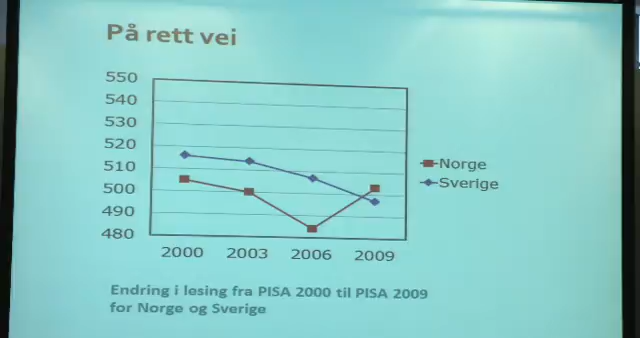 På rett vei
550
540
530
520
510
500
490
480
2000 2003 2006 2009
Norge
Sverige
Endring i lesing fra PISA 2000 til PISA 2009
for Norge og Sverige